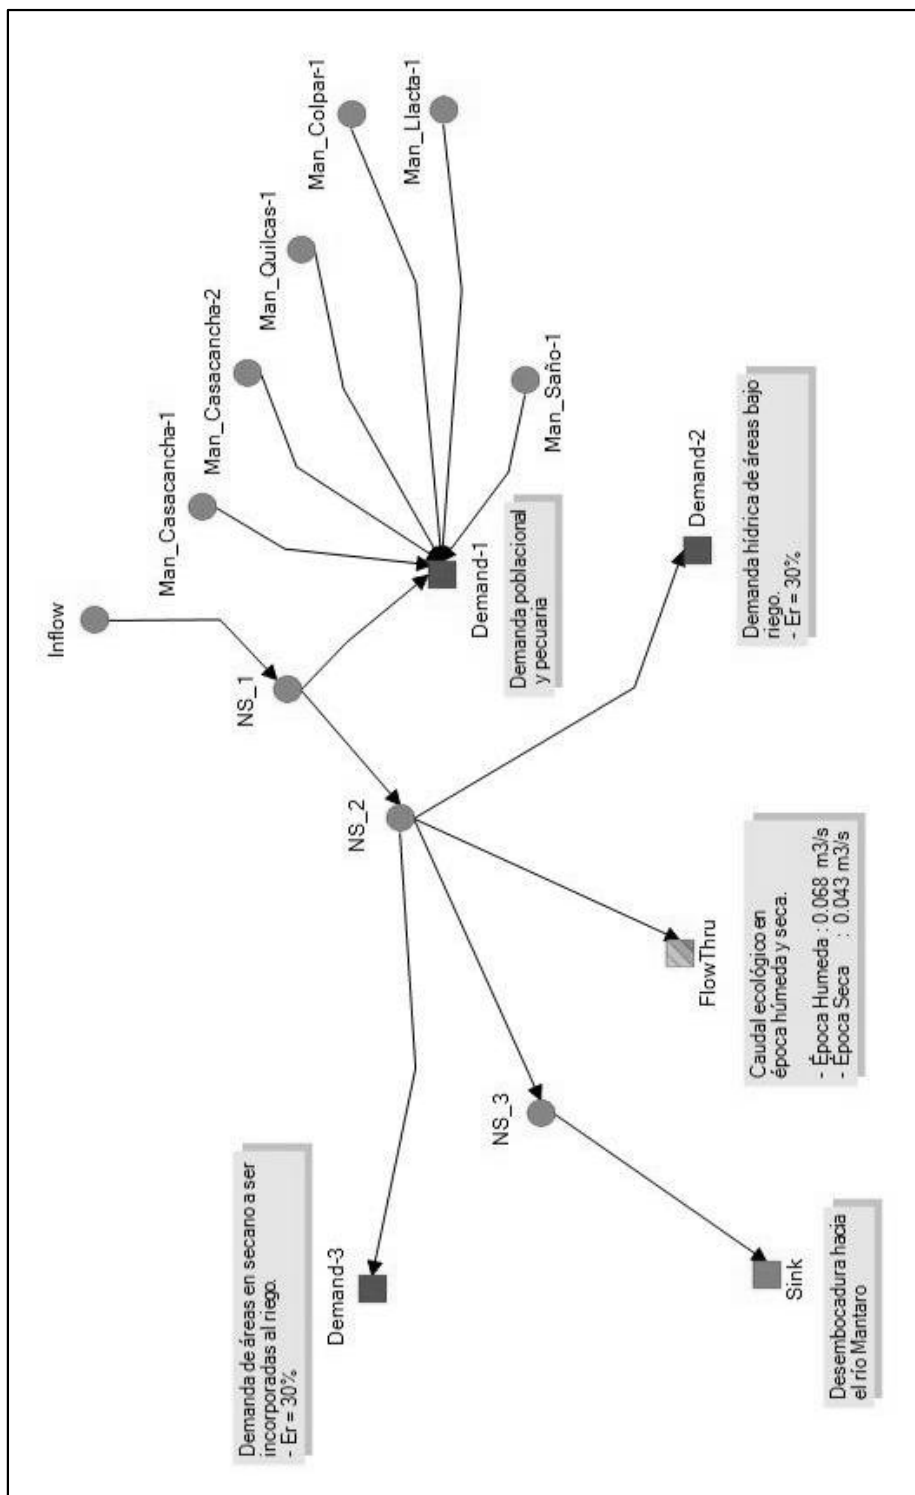 Inflow
NS_1
Man_Casacancha-1
Man_Casacancha-2
Man_Quilcas-1
Man_Colpar-1
Man_Llacta-1
Man_Saño-1
Demand-1
Demanda poblacional
y pecuaria
NS_2
Demand-2
Demanda hídrica de áreas bajo
riego.
- Er = 30%
FlowThru
Caudal ecológico en
época húmeda y seca.
- Época Humeda : 0.068 m3/s
- Época Seca : 0.043 m3/s
NS_3
Sink
Desembocadura hacia
el río Mantaro
Demand-3
Demanda de áreas en secano a ser
incorporadas al riego.
- Er = 30%